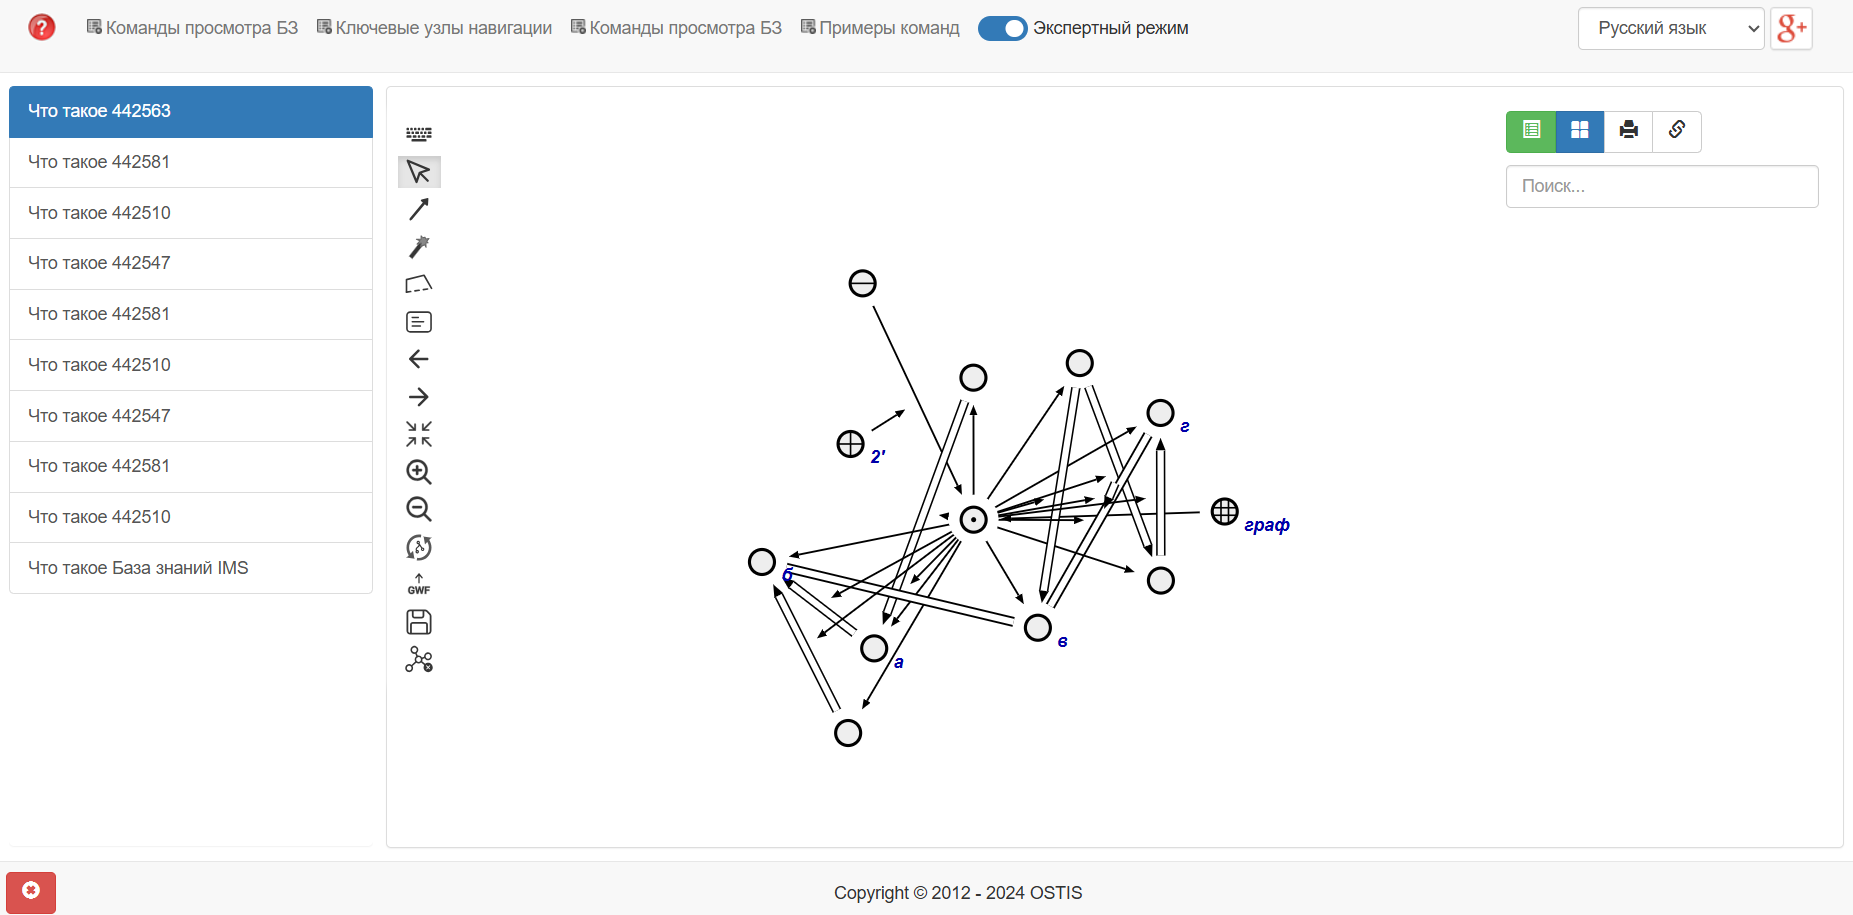 Команды просмотра БЗ Ключевые узлы навигации Команды просмотра БЗ Примеры команд Экспертный режим Русский язык g+
Что такое 442563
Что такое 442581
Что такое 442510
Что такое 442547
Что такое 442581
Что такое 442510
Что такое 442547
Что такое 442581
Что такое 442510
Что такое База знаний IMS
GWF
Поиск...
г
2'
граф
б
в
а
Copyright © 2012 - 2024 OSTIS